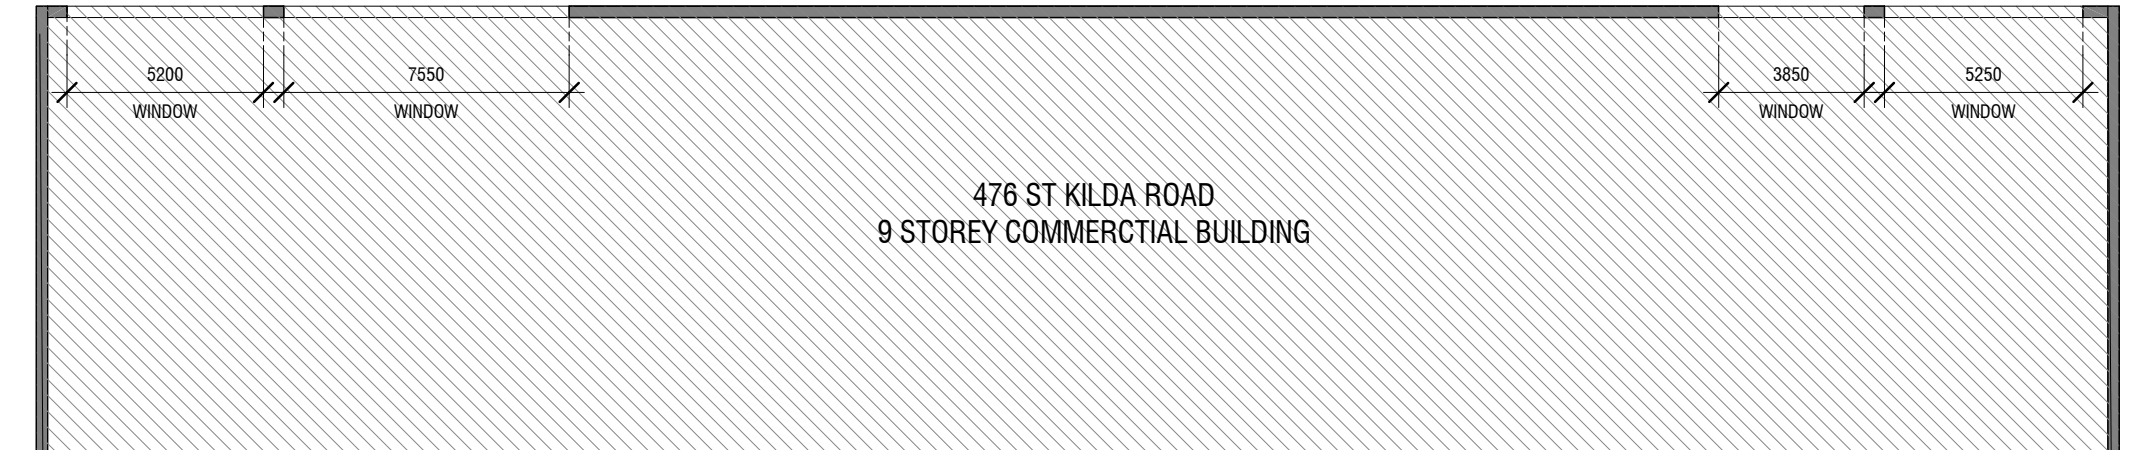 5200
WINDOW
7550
WINDOW
3850
WINDOW
5250
WINDOW
476 ST KILDA ROAD
9 STOREY COMMERCTIAL BUILDING